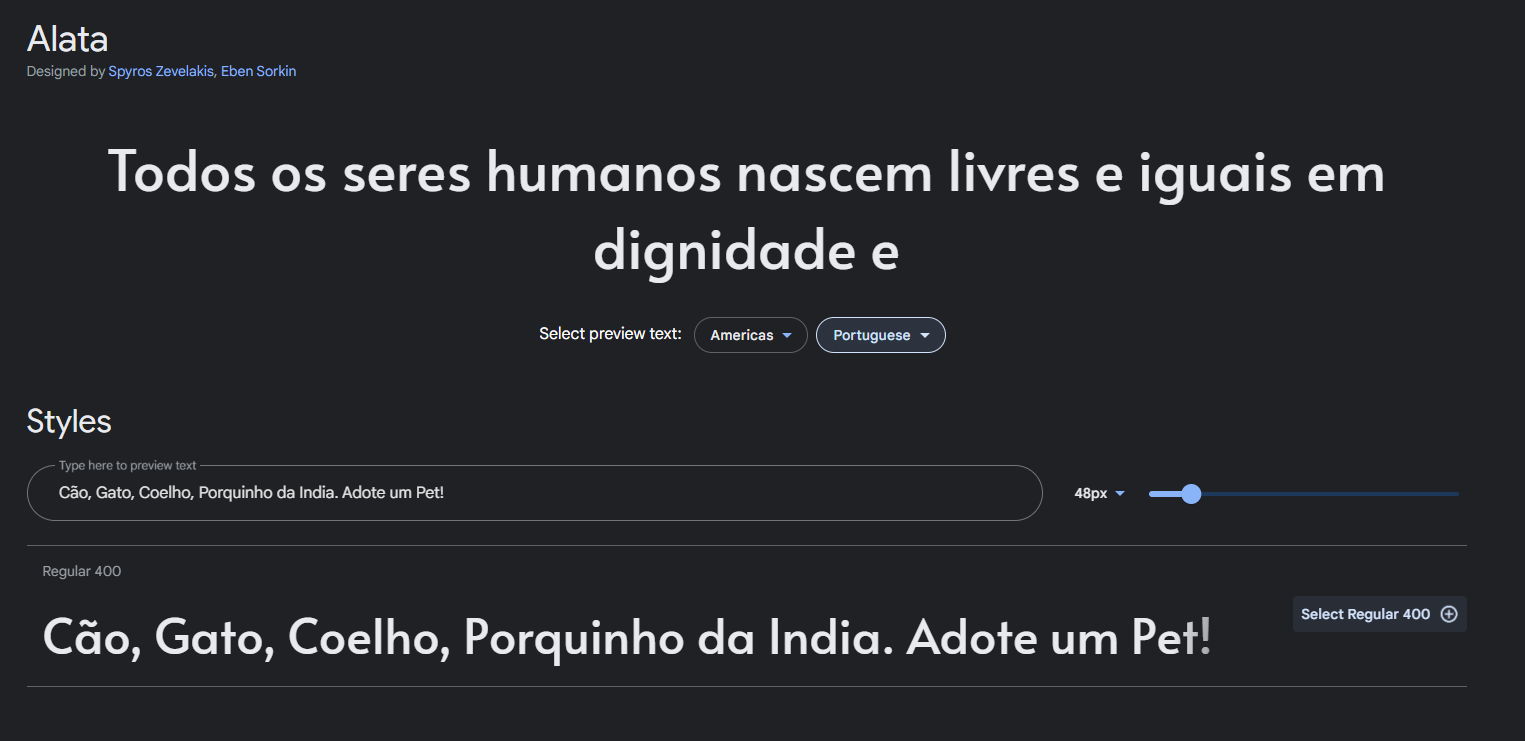 Alata
Designed by Spyros Zevelakis, Eben Sorkin
Todos os seres humanos nascem livres e iguais em
dignidade e
Select preview text: Americas Portuguese
Styles
Type here to preview text
Cão, Gato, Coelho, Porquinho da India. Adote um Pet! 48px
Regular 400
Select Regular 400
Cão, Gato, Coelho, Porquinho da India. Adote um Pet!